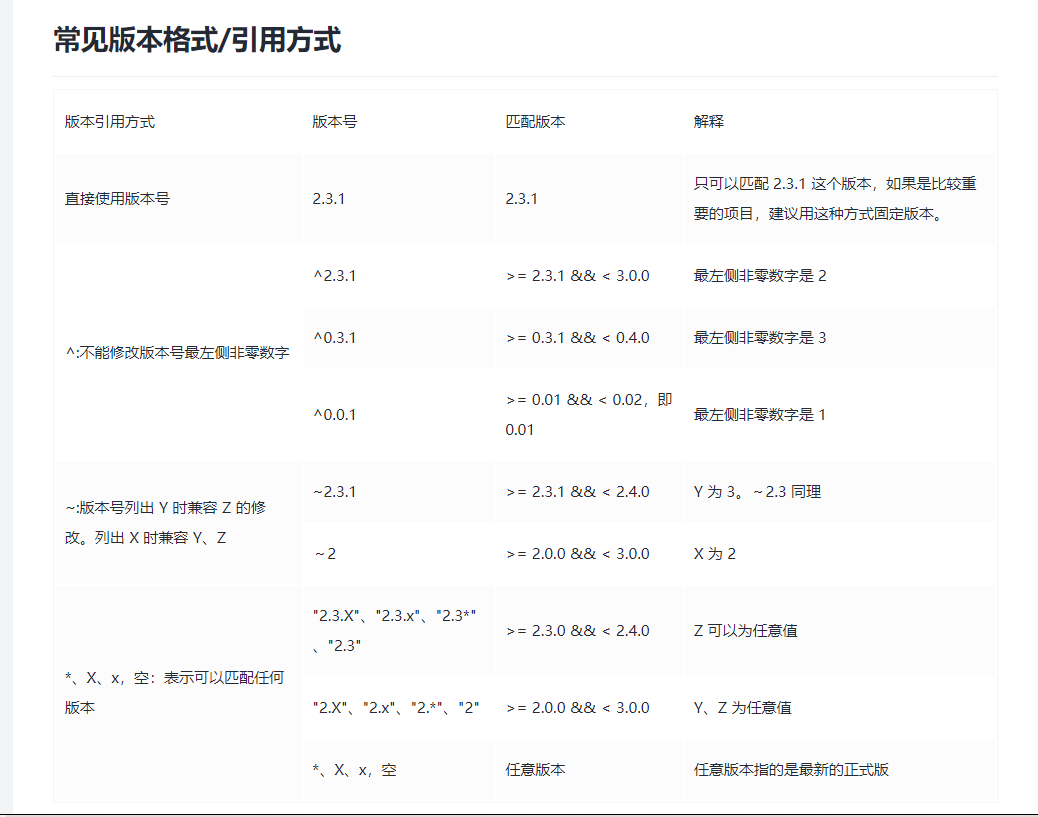 常见版本格式/引用方式
版本引用方式 版本号 匹配版本 解释
直接使用版本号 2.3.1 2.3.1 只可以匹配 2.3.1 这个版本，如果是比较重
要的项目，建议用这种方式固定版本。
^:不能修改版本号最左侧非零数字
^2.3.1 >= 2.3.1 && < 3.0.0 最左侧非零数字是 2
^0.3.1 >= 0.3.1 && < 0.4.0 最左侧非零数字是 3
^0.0.1 >= 0.01 && < 0.02，即
0.01
最左侧非零数字是 1
~:版本号列出 Y 时兼容 Z 的修
改。列出 X 时兼容 Y、Z
~2.3.1 >= 2.3.1 && < 2.4.0 Y 为 3。～2.3 同理
～2 >= 2.0.0 && < 3.0.0 X 为 2
*、X、x，空：表示可以匹配任何
版本
"2.3.X"、"2.3.x"、"2.3*"
、"2.3"
>= 2.3.0 && < 2.4.0 Z 可以为任意值
"2.X"、"2.x"、"2.*"、"2" >= 2.0.0 && < 3.0.0 Y、Z 为任意值
*、X、x，空 任意版本 任意版本指的是最新的正式版